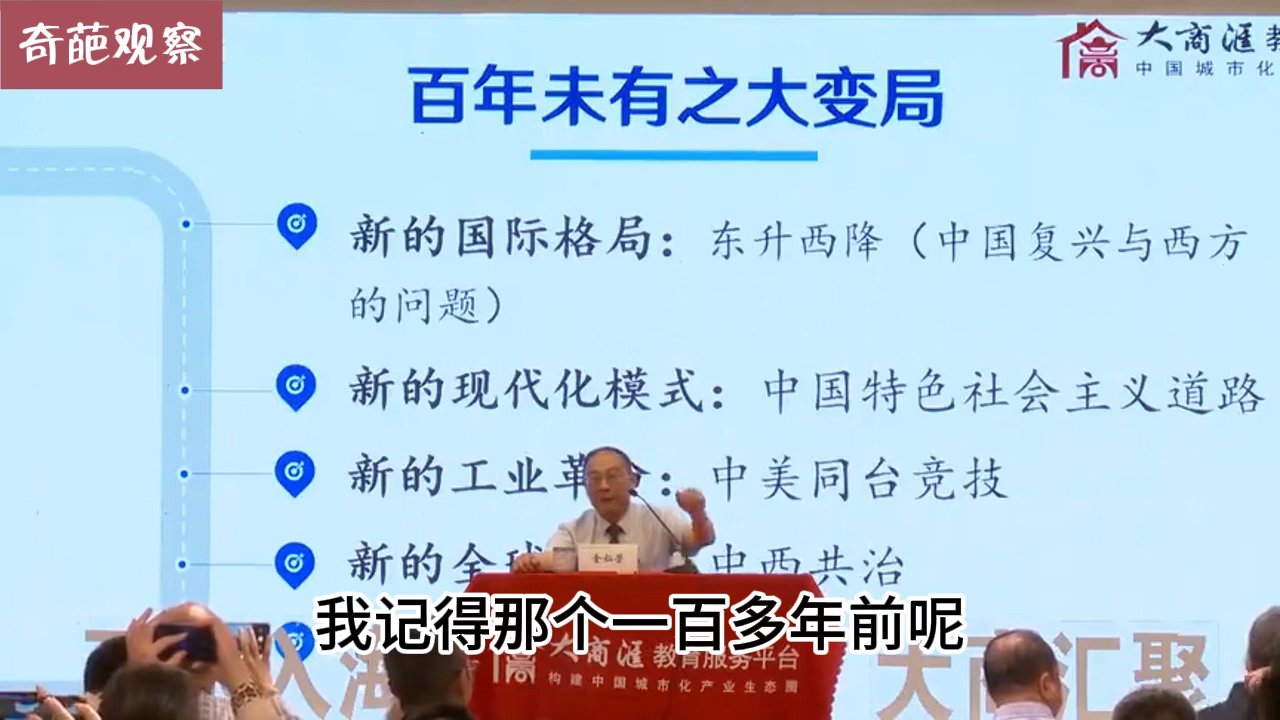 奇葩观察
大商滙教
中国城市化
百年未有之大变局
新的国际格局：东升西降（中国复兴与西方
的问题）
新的现代化模式：中国特色社会主义道路
新的工业革命：中美同台竞技
新的全球 中西共治
金灿荣
我记得那个一百多年前呢
大商滙 教育服务平台
构建中国城市化产业生态圈
大商汇聚